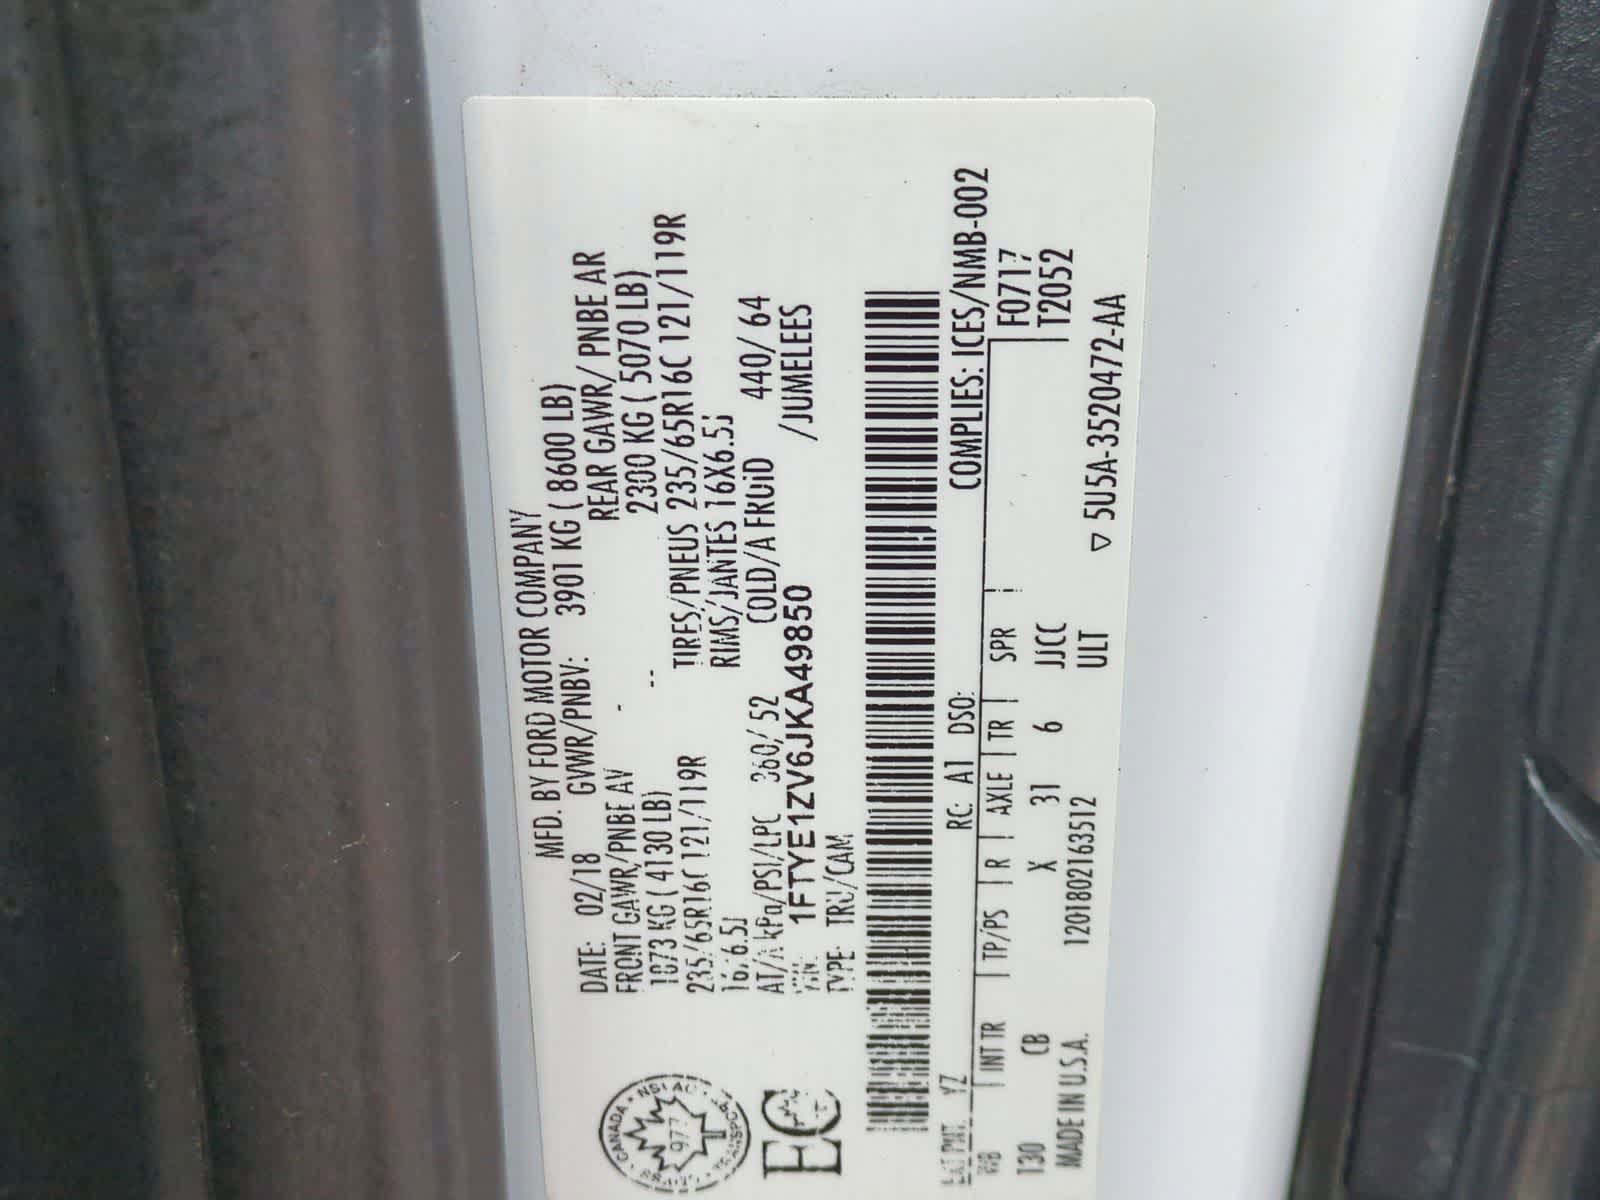 MFD. BY FORD MOTOR COMPANY
DATE: 02/18 GVWR/PNBV: 3901 KG ( 8600 LB)
FRONT GAWR/PNBE AV REAR GAWR/ PNBE AR
1873 KG ( 4130 LB) 2300 KG ( 5070 LB)
235/65R16C 121/119R TIRES/PNEUS 235/65R16C 121/119R
16X6.5J RIMS/JANTES 16X6.5J
AT/À kPa/PSI/LPC 360/ 52 COLD/A FROID 440/ 64
VIN: 1FTYE1ZV6JKA49850 /JUMELEES
TYPE: TRU/CAM
COMPLIES: ICES/NMB-002
EXT PNT: YZ RC: A1 DSO:
WB INT TR TP/PS R AXLE TR SPR F0717
130 CB X 31 6 JJCC T2052
MADE IN U.S.A. 1201802163512 ULT
▽ 5U5A-3520472-AA
CANADA
1977
TRANSPORT
EC